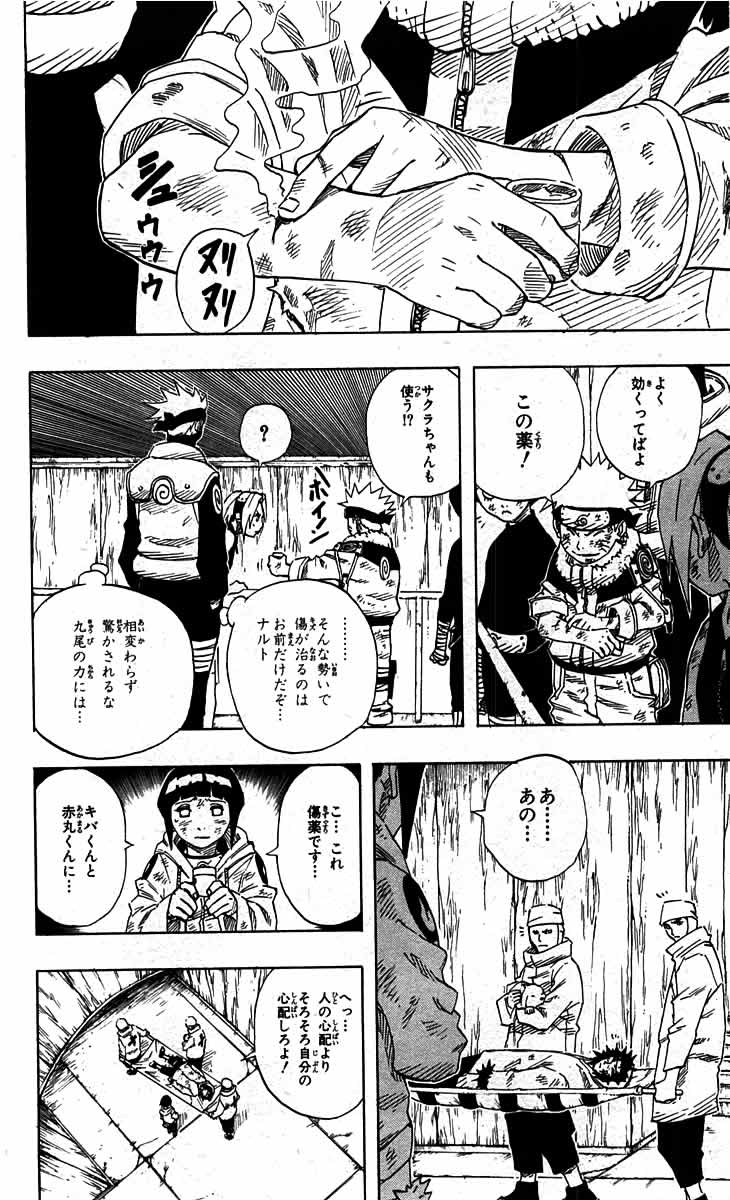 シュウウウ
ヌリ
ヌリ
よく
効くってばよ
この薬！
サクラちゃんも
使う!?
？
ホイィン
………
そんな勢いで
傷が治るのは
お前だけだぞ…
ナルト
相変わらず
驚かされるな
九尾の力には…
あ……
あの…
こ…これ
傷薬です…
キバくんと
赤丸くんに…
へっ…
人の心配より
そろそろ自分の
心配しろよ！